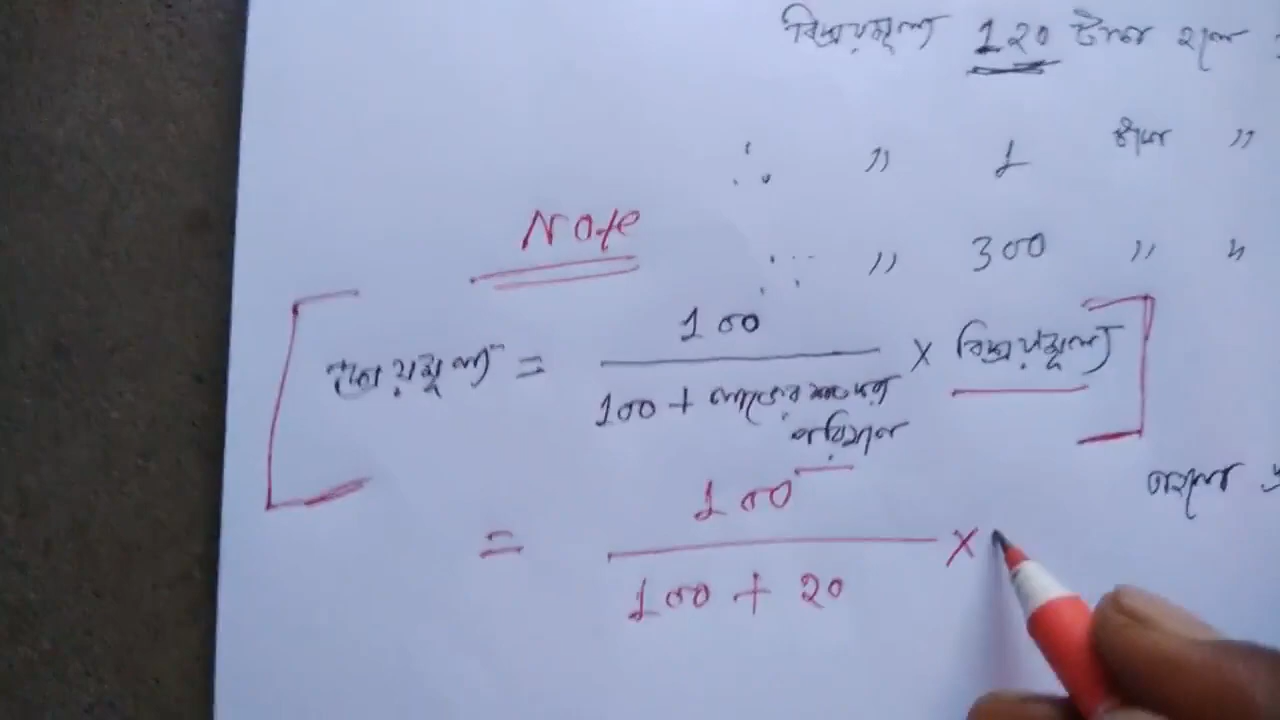 বিক্রয়মূল্য 120 টাকা হলে
∴ " 1 টাকা "
Note
∴ " 300 " "
ক্রয়মূল্য = 100 / 100 + লাভের শতকরা পরিমাণ × বিক্রয়মূল্য
= 100 / 100 + 20 ×